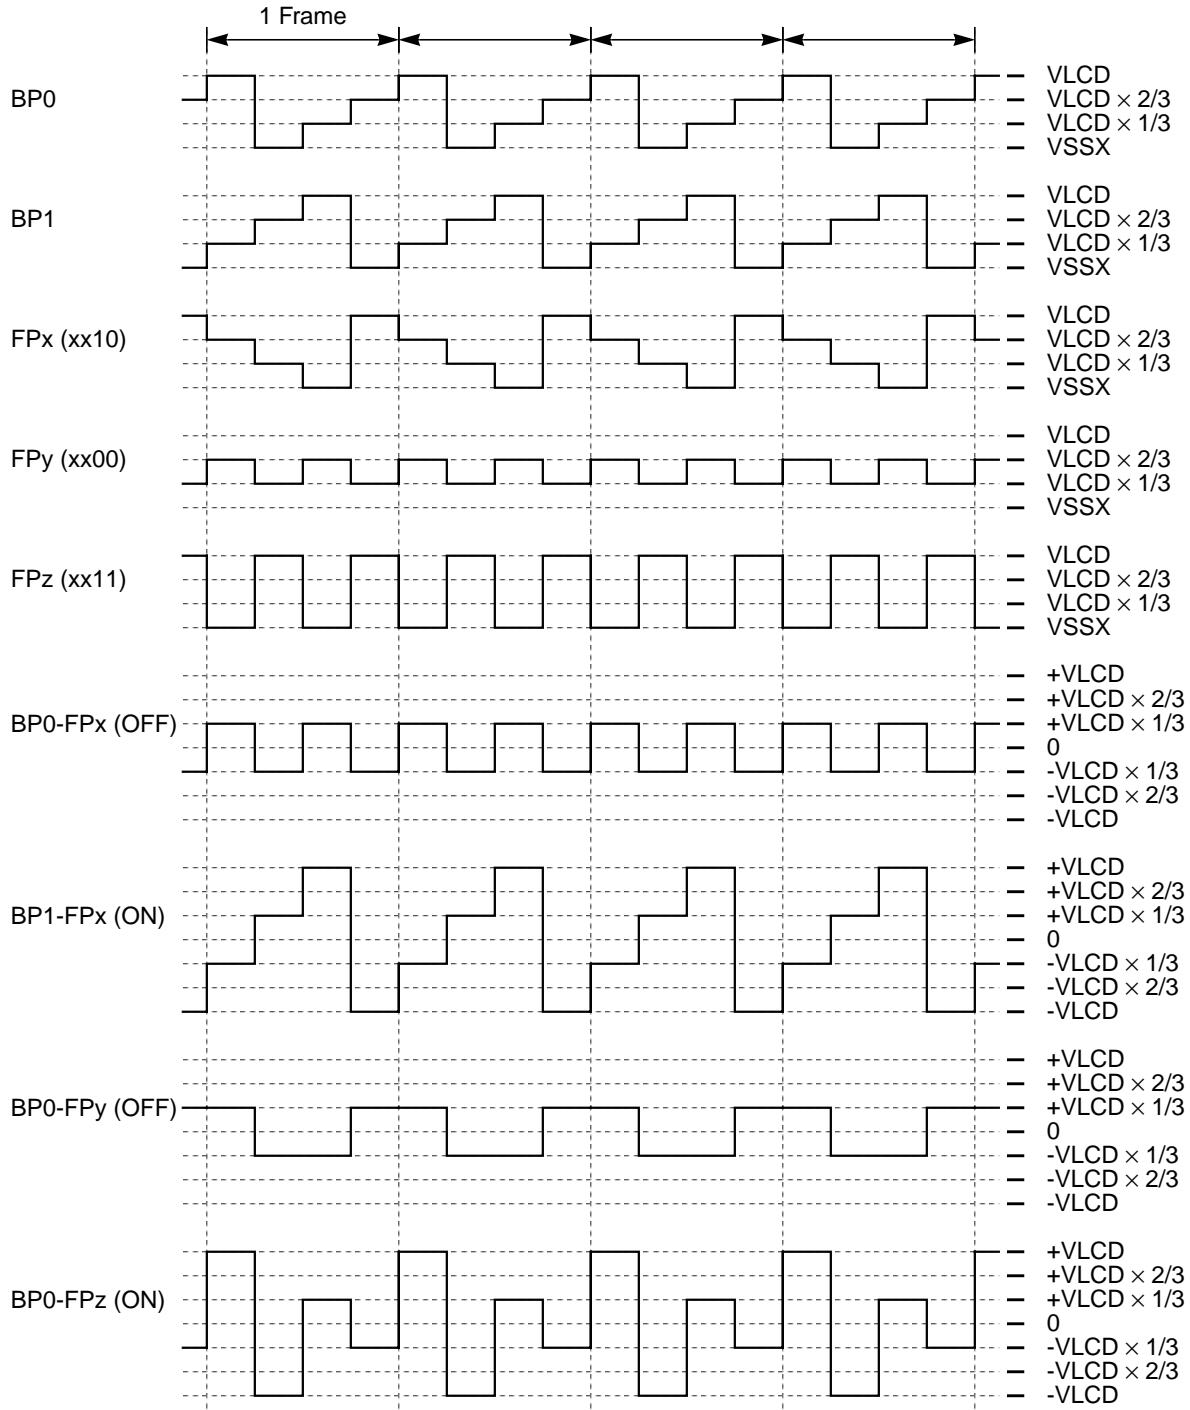 1 Frame
BP0
VLCD
VLCD × 2/3
VLCD × 1/3
VSSX
BP1
VLCD
VLCD × 2/3
VLCD × 1/3
VSSX
FPx (xx10)
VLCD
VLCD × 2/3
VLCD × 1/3
VSSX
FPy (xx00)
VLCD
VLCD × 2/3
VLCD × 1/3
VSSX
FPz (xx11)
VLCD
VLCD × 2/3
VLCD × 1/3
VSSX
BP0-FPx (OFF)
+VLCD
+VLCD × 2/3
+VLCD × 1/3
0
-VLCD × 1/3
-VLCD × 2/3
-VLCD
BP1-FPx (ON)
+VLCD
+VLCD × 2/3
+VLCD × 1/3
0
-VLCD × 1/3
-VLCD × 2/3
-VLCD
BP0-FPy (OFF)
+VLCD
+VLCD × 2/3
+VLCD × 1/3
0
-VLCD × 1/3
-VLCD × 2/3
-VLCD
BP0-FPz (ON)
+VLCD
+VLCD × 2/3
+VLCD × 1/3
0
-VLCD × 1/3
-VLCD × 2/3
-VLCD